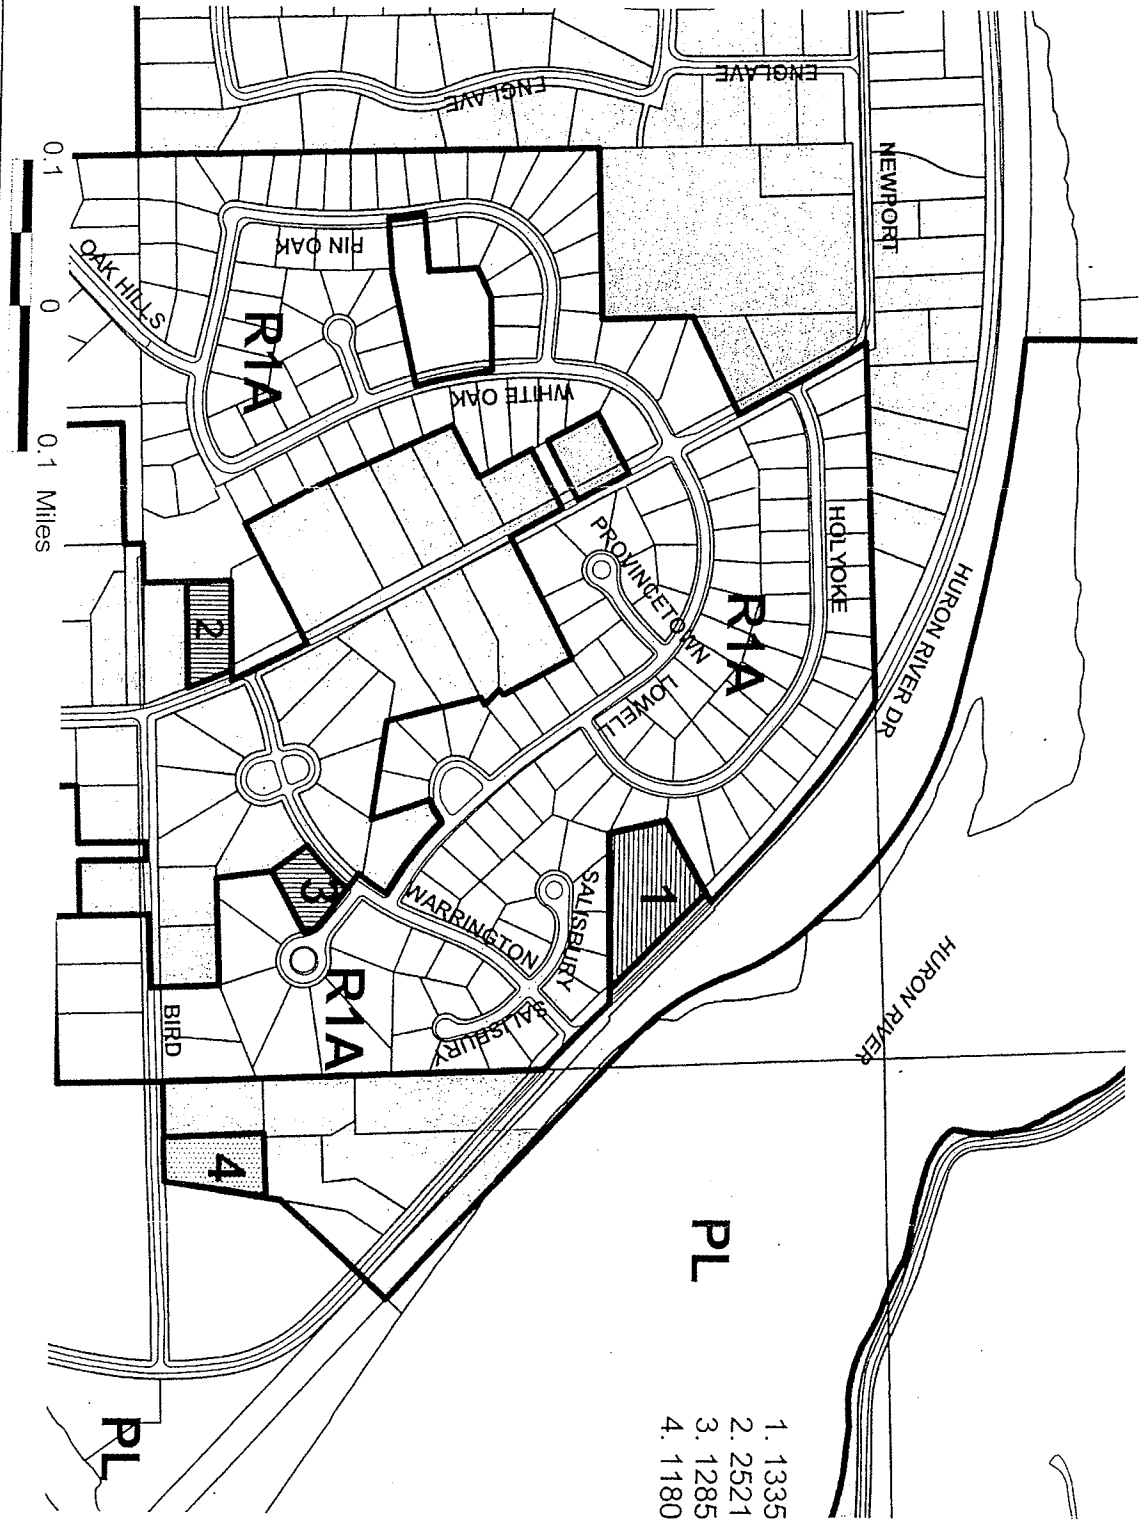 ENGLAVE
ENGLAVE
NEWPORT
PIN OAK
OAK HILLS
R1A
WHITE OAK
HOLYOKE
PROVINCETOWN
R1A
LOWELL
HURON RIVER DR
HURON RIVER
1
2
3
4
SALISBURY
WARRINGTON
SALISBURY
R1A
BIRD
PL
PL
0.1 0 0.1 Miles
1. 1335
2. 2521
3. 1285
4. 1180